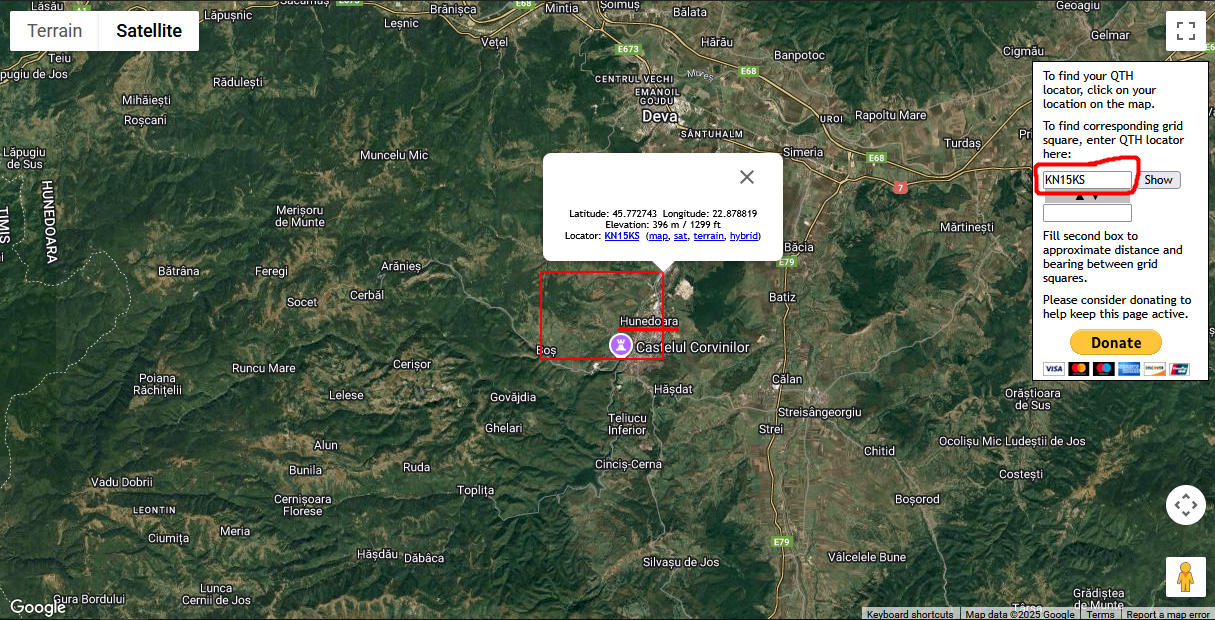 Terrain
Satellite
Lăpușnic
Leșnic
Brănișca
E68
Mintia
Șoimuș
Bălata
Geoagiu
Gelmar
Lăsău
A1
Teiu
pugiu de Jos
Vețel
E673
Hărău
Banpotoc
Cigmău
Rădulești
Mihăiești
Roșcani
CENTRUL VECHI
EMANOIL
GOJDU
Mureș
E68
Deva
SÂNTUHALM
UROI
Rapoltu Mare
Turdaș
Lăpugiu
de Sus
Muncelu Mic
Simeria
E68
7
HUNEDOARA
TIMIȘ
Merișoru
de Munte
Mărtinești
Băcia
E79
Bătrâna
Feregi
Arănieș
Socet
Cerbăl
Batiz
Hunedoara
Castelul Corvinilor
Boș
Runcu Mare
Cerișor
Poiana
Răchițelii
Lelese
Govăjdia
Hășdat
Călan
Orăștioara
de Sus
Ghelari
Teliucu
Inferior
Streisângeorgiu
Strei
Alun
Bunila
Ruda
Cinciș-Cerna
Chitid
Ocolișu Mic
Ludeștii de Jos
Costești
Vadu Dobrii
Toplița
LEONTIN
Cernișoara
Florese
Boșorod
Ciumița
Meria
Hășdău
Dăbâca
E79
Silvașu de Jos
Vâlcelele Bune
Lunca
Cernii de Jos
Gura Bordului
Grădiștea
de Munte
Latitude: 45.772743 Longitude: 22.878819
Elevation: 396 m / 1299 ft
Locator: KN15KS (map, sat, terrain, hybrid)
To find your QTH
locator, click on your
location on the map.
To find corresponding grid
square, enter QTH locator
here:
KN15KS
Show
Fill second box to
approximate distance and
bearing between grid
squares.
Please consider donating to
help keep this page active.
Donate
VISA
Google
Keyboard shortcuts
Map data ©2025 Google
Terms
Report a map error